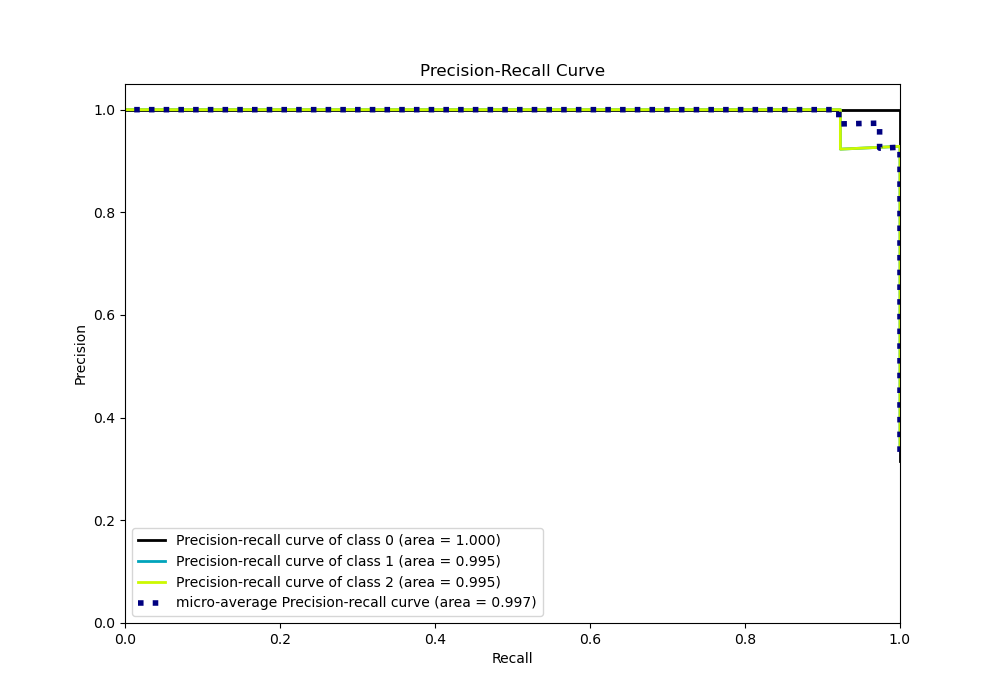 Precision-Recall Curve
1.0
0.8
0.6
0.4
0.2
0.0
Precision
Precision-recall curve of class 0 (area = 1.000)
Precision-recall curve of class 1 (area = 0.995)
Precision-recall curve of class 2 (area = 0.995)
micro-average Precision-recall curve (area = 0.997)
0.0 0.2 0.4 0.6 0.8 1.0
Recall